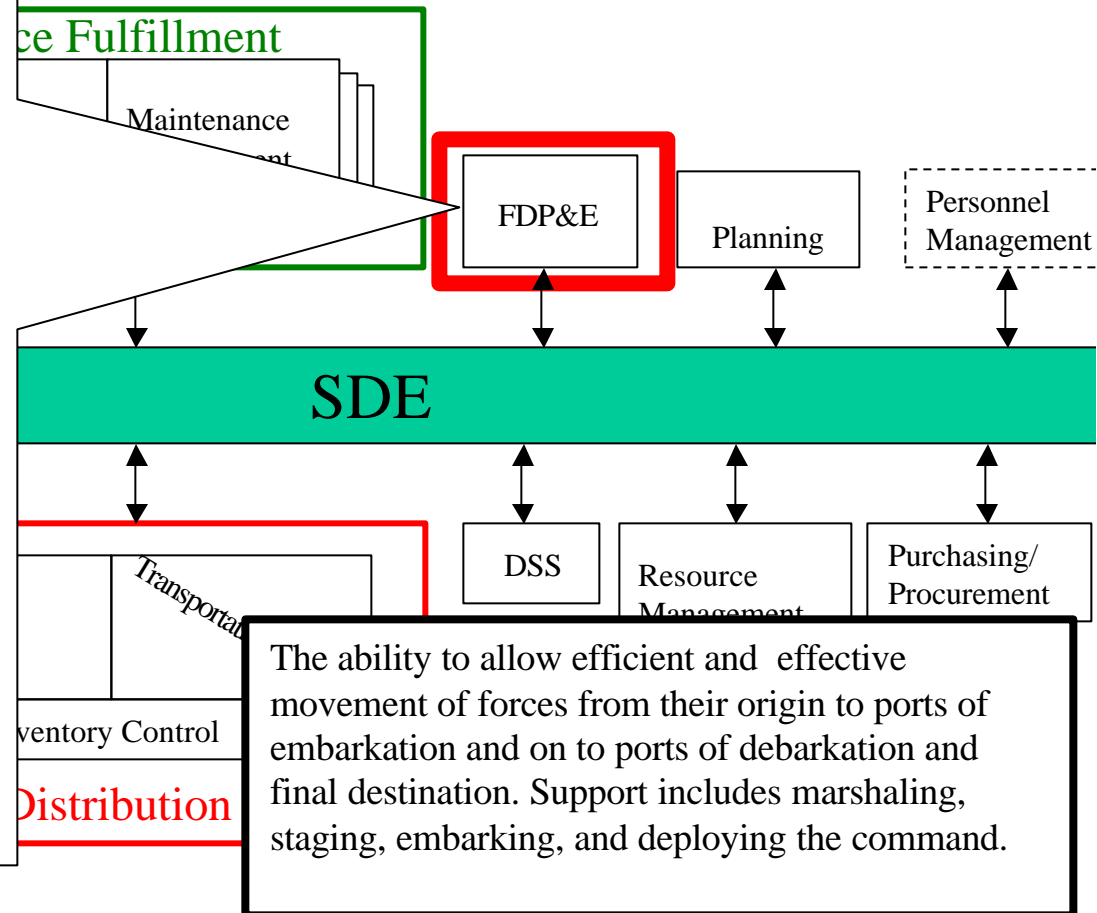 ce Fulfillment
Maintenance
FDP&E
Planning
Personnel
Management
SDE
DSS
Resource
Management
Purchasing/
Procurement
ventory Control
Distribution
The ability to allow efficient and effective
movement of forces from their origin to ports of
embarkation and on to ports of debarkation and
final destination. Support includes marshaling,
staging, embarking, and deploying the command.